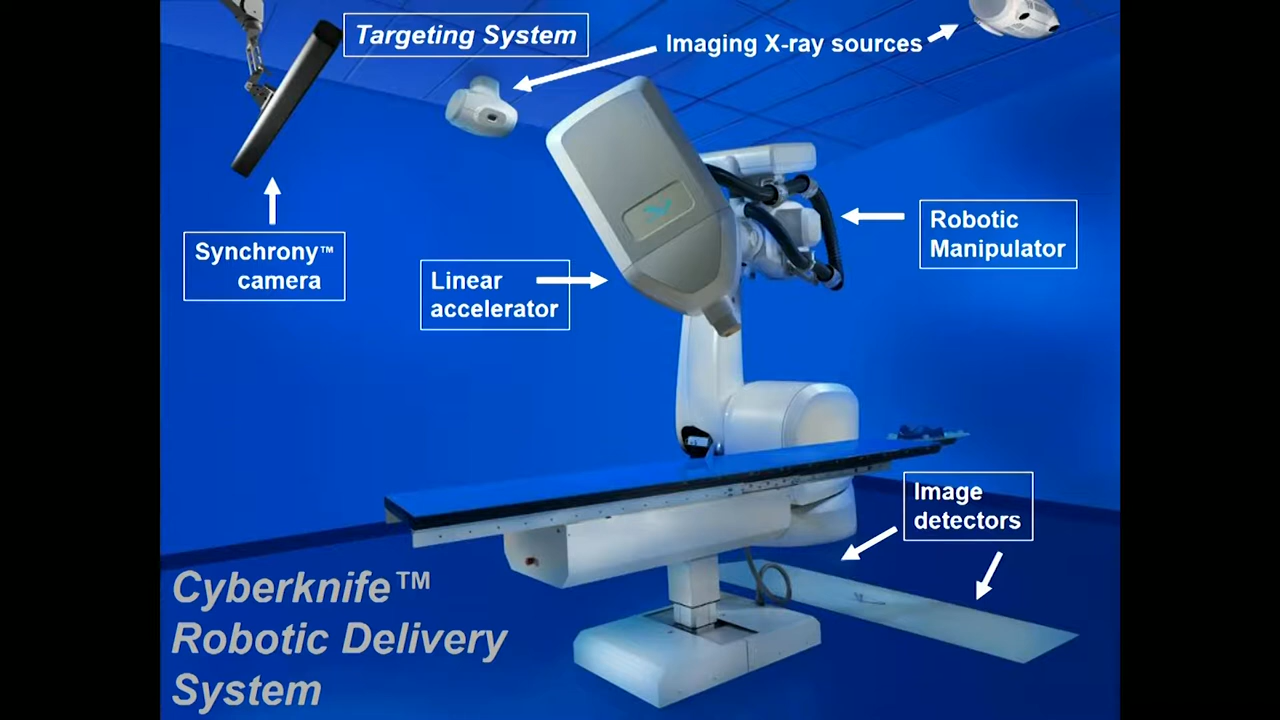 Targeting System
Imaging X-ray sources
Synchrony™
camera
Linear
accelerator
Robotic
Manipulator
Image
detectors
Cyberknife™
Robotic Delivery
System